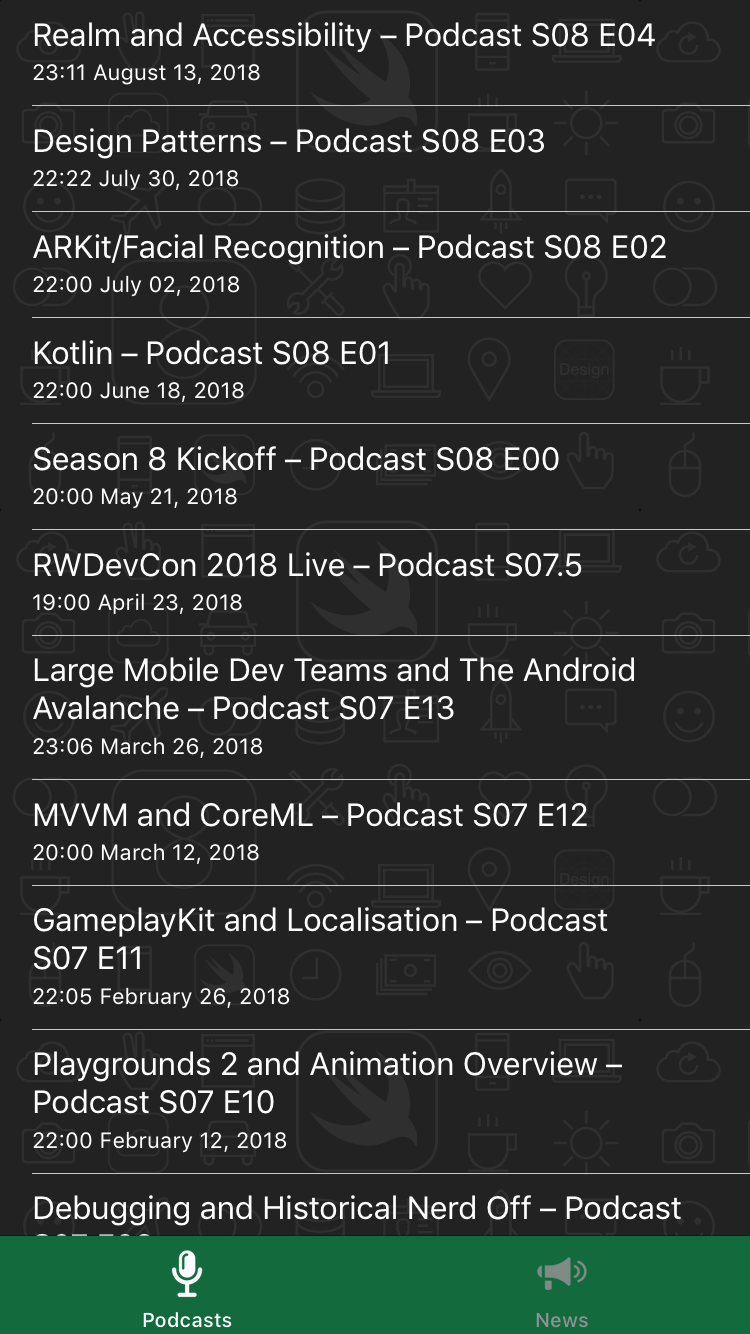 Realm and Accessibility – Podcast S08 E04
23:11 August 13, 2018
Design Patterns – Podcast S08 E03
22:22 July 30, 2018
ARKit/Facial Recognition – Podcast S08 E02
22:00 July 02, 2018
Kotlin – Podcast S08 E01
22:00 June 18, 2018
Design
Season 8 Kickoff – Podcast S08 E00
20:00 May 21, 2018
RWDevCon 2018 Live – Podcast S07.5
19:00 April 23, 2018
Large Mobile Dev Teams and The Android
Avalanche – Podcast S07 E13
23:06 March 26, 2018
MVVM and CoreML – Podcast S07 E12
20:00 March 12, 2018
Design
GameplayKit and Localisation – Podcast
S07 E11
22:05 February 26, 2018
Playgrounds 2 and Animation Overview –
Podcast S07 E10
22:00 February 12, 2018
Debugging and Historical Nerd Off – Podcast
Podcasts
News